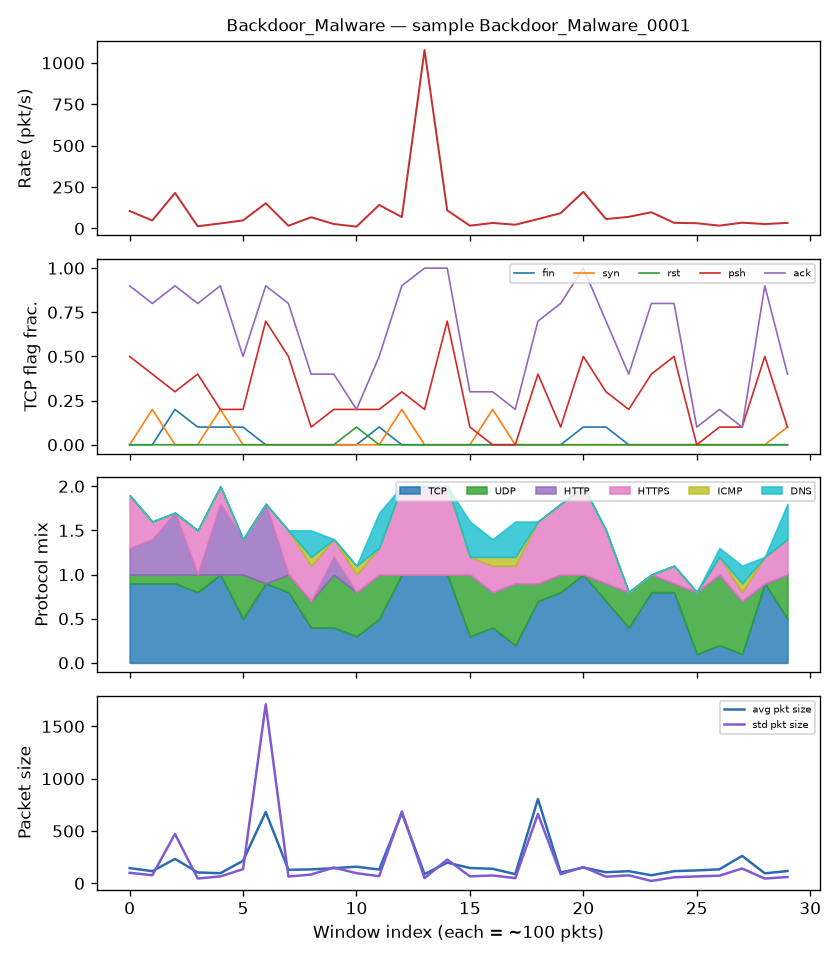 Backdoor_Malware — sample Backdoor_Malware_0001
Rate (pkt/s)
1000
750
500
250
0
TCP flag frac.
1.00
0.75
0.50
0.25
0.00
fin syn rst psh ack
Protocol mix
2.0
1.5
1.0
0.5
0.0
TCP UDP HTTP HTTPS ICMP DNS
Packet size
1500
1000
500
0
avg pkt size
std pkt size
0 5 10 15 20 25 30
Window index (each = ~100 pkts)